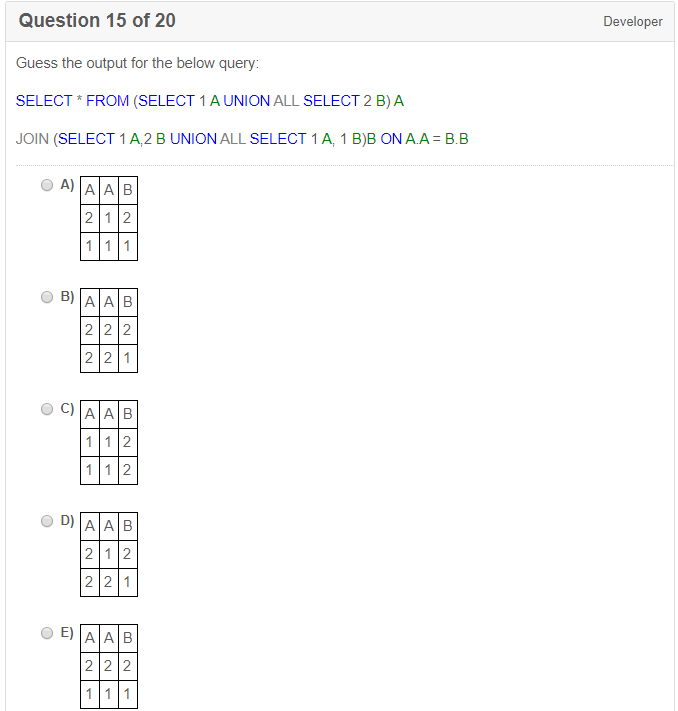 Question 15 of 20 Developer
Guess the output for the below query:
SELECT * FROM (SELECT 1 A UNION ALL SELECT 2 B) A
JOIN (SELECT 1 A,2 B UNION ALL SELECT 1 A, 1 B)B ON A.A = B.B
A) A A B
2 1 2
1 1 1
B) A A B
2 2 2
2 2 1
C) A A B
1 1 2
1 1 2
D) A A B
2 1 2
2 2 1
E) A A B
2 2 2
1 1 1